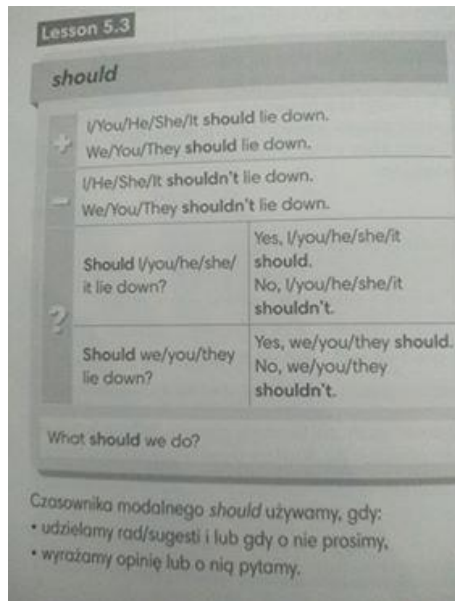 Lesson 5.3
should
+
I/You/He/She/It should lie down.
We/You/They should lie down.
-
I/He/She/It shouldn't lie down.
We/You/They shouldn't lie down.
?
Should I/you/he/she/
it lie down?
Yes, I/you/he/she/it
should.
No, I/you/he/she/it
shouldn't.
Should we/you/they
lie down?
Yes, we/you/they should.
No, we/you/they
shouldn't.
What should we do?
Czasownika modalnego should używamy, gdy:
• udzielamy rad/sugesti i lub gdy o nie prosimy,
• wyrażamy opinię lub o nią pytamy.